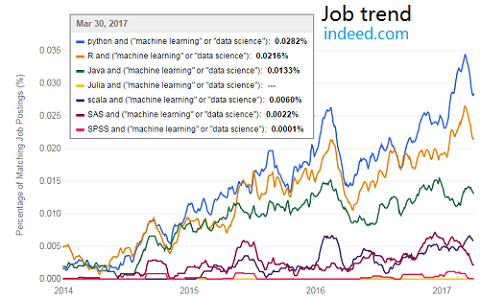 Job trend
indeed.com
Mar 30, 2017
python and ("machine learning" or "data science"): 0.0282%
R and ("machine learning" or "data science"): 0.0216%
Java and ("machine learning" or "data science"): 0.0133%
Julia and ("machine learning" or "data science"): ---
scala and ("machine learning" or "data science"): 0.0060%
SAS and ("machine learning" or "data science"): 0.0022%
SPSS and ("machine learning" or "data science"): 0.0001%
Percentage of Matching Job Postings (%)
0.035
0.030
0.025
0.020
0.015
0.010
0.005
0.000
2014
2015
2016
2017